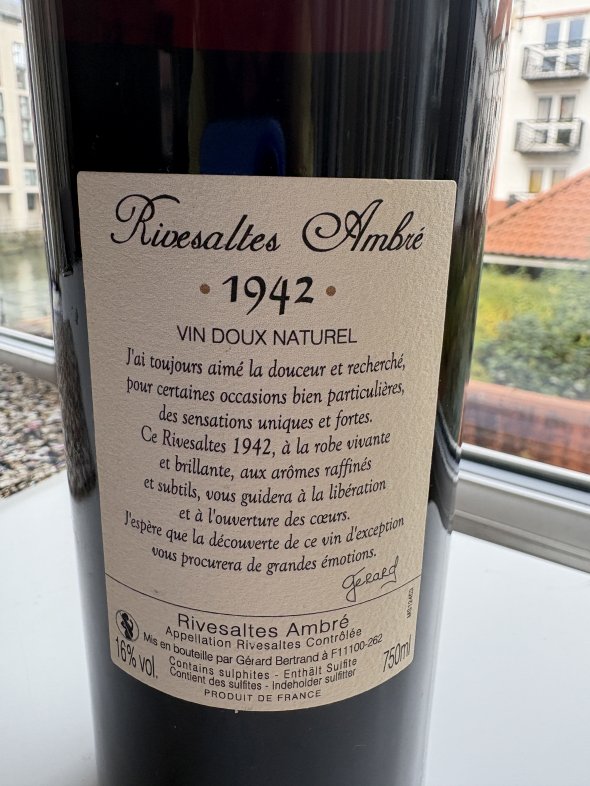 Rivesaltes Ambré
• 1942 •
VIN DOUX NATUREL
J'ai toujours aimé la douceur et recherché,
pour certaines occasions bien particulières,
des sensations uniques et fortes.
Ce Rivesaltes 1942, à la robe vivante
et brillante, aux arômes raffinés
et subtils, vous guidera à la libération
et à l'ouverture des cœurs.
J'espère que la découverte de ce vin d'exception
vous procurera de grandes émotions.
Gérard
Rivesaltes Ambré
Appellation Rivesaltes Contrôlée
Mis en bouteille par Gérard Bertrand à F11100-262
16% vol.
Contains sulphites - Enthält Sulfite
750ml
Contient des sulfites - Indeholder sulfitter
PRODUIT DE FRANCE